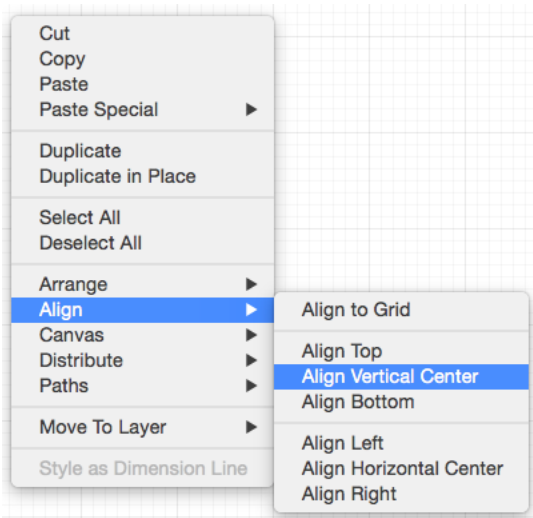 Cut
Copy
Paste
Paste Special
Duplicate
Duplicate in Place
Select All
Deselect All
Arrange
Align
Canvas
Distribute
Paths
Move To Layer
Style as Dimension Line
Align to Grid
Align Top
Align Vertical Center
Align Bottom
Align Left
Align Horizontal Center
Align Right